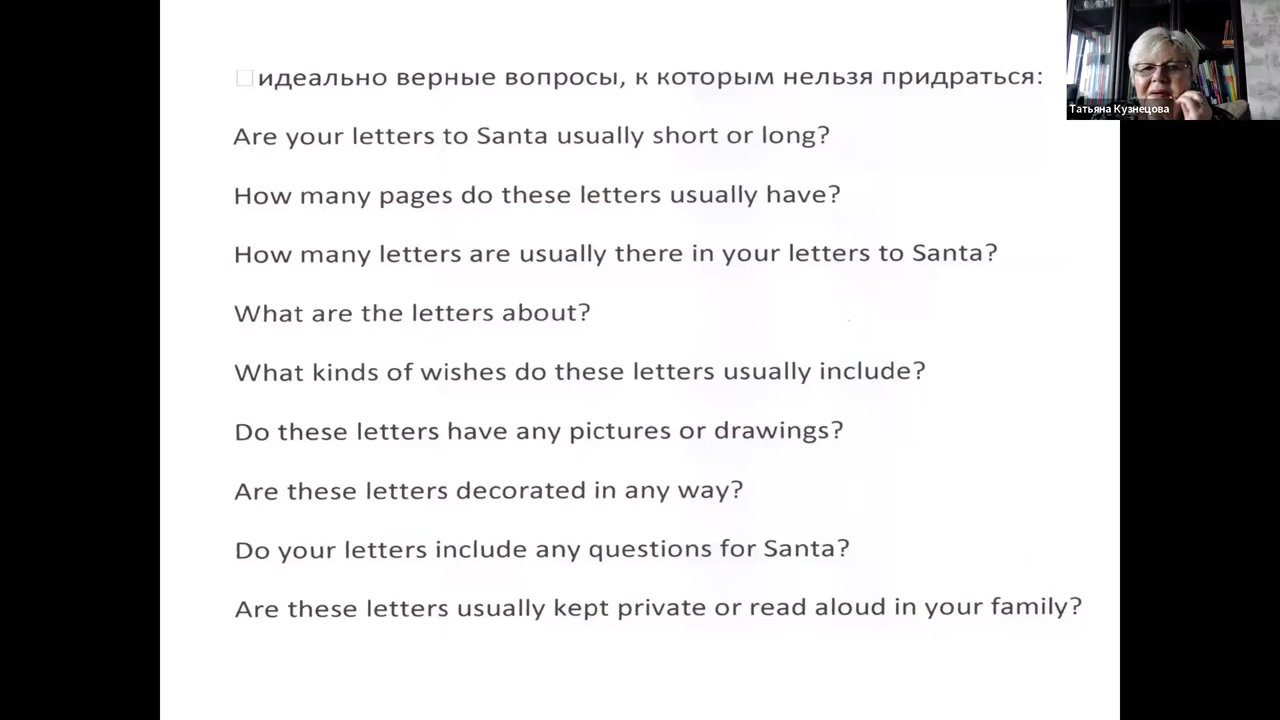 идеально верные вопросы, к которым нельзя придраться:
Are your letters to Santa usually short or long?
How many pages do these letters usually have?
How many letters are usually there in your letters to Santa?
What are the letters about?
What kinds of wishes do these letters usually include?
Do these letters have any pictures or drawings?
Are these letters decorated in any way?
Do your letters include any questions for Santa?
Are these letters usually kept private or read aloud in your family?
Татьяна Кузнецова